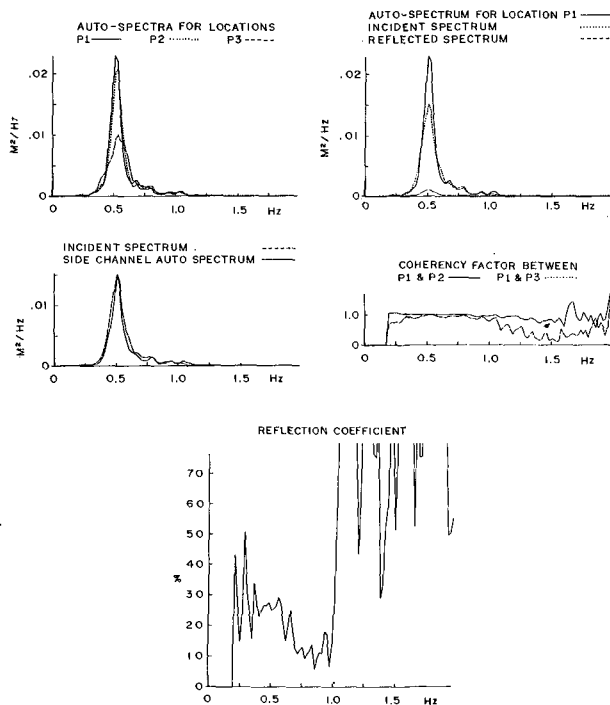 AUTO-SPECTRA FOR LOCATIONS
P1 P2 P3
.02
.01
0
M²/Hz
0 0.5 1.0 1.5 Hz
AUTO-SPECTRUM FOR LOCATION P1
INCIDENT SPECTRUM
REFLECTED SPECTRUM
.02
.01
0
M²/Hz
0 0.5 1.0 1.5 Hz
INCIDENT SPECTRUM
SIDE CHANNEL AUTO SPECTRUM
.01
0
M²/Hz
0 0.5 1.0 1.5 Hz
COHERENCY FACTOR BETWEEN
P1 & P2 P1 & P3
1.0
0
0 0.5 1.0 1.5 Hz
REFLECTION COEFFICIENT
70
60
50
40
30
20
10
0
%
0 0.5 1.0 1.5 Hz